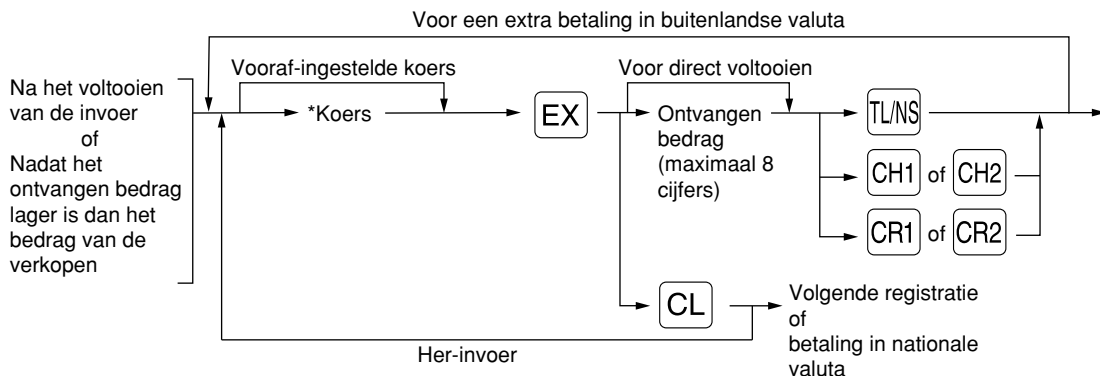 Voor een extra betaling in buitenlandse valuta
Na het voltooien
van de invoer
of
Nadat het
ontvangen bedrag
lager is dan het
bedrag van de
verkopen
Vooraf-ingestelde koers
*Koers
EX
Voor direct voltooien
Ontvangen
bedrag
(maximaal 8
cijfers)
TL/NS
CH1 of CH2
CR1 of CR2
CL
Volgende registratie
of
betaling in nationale
valuta
Her-invoer